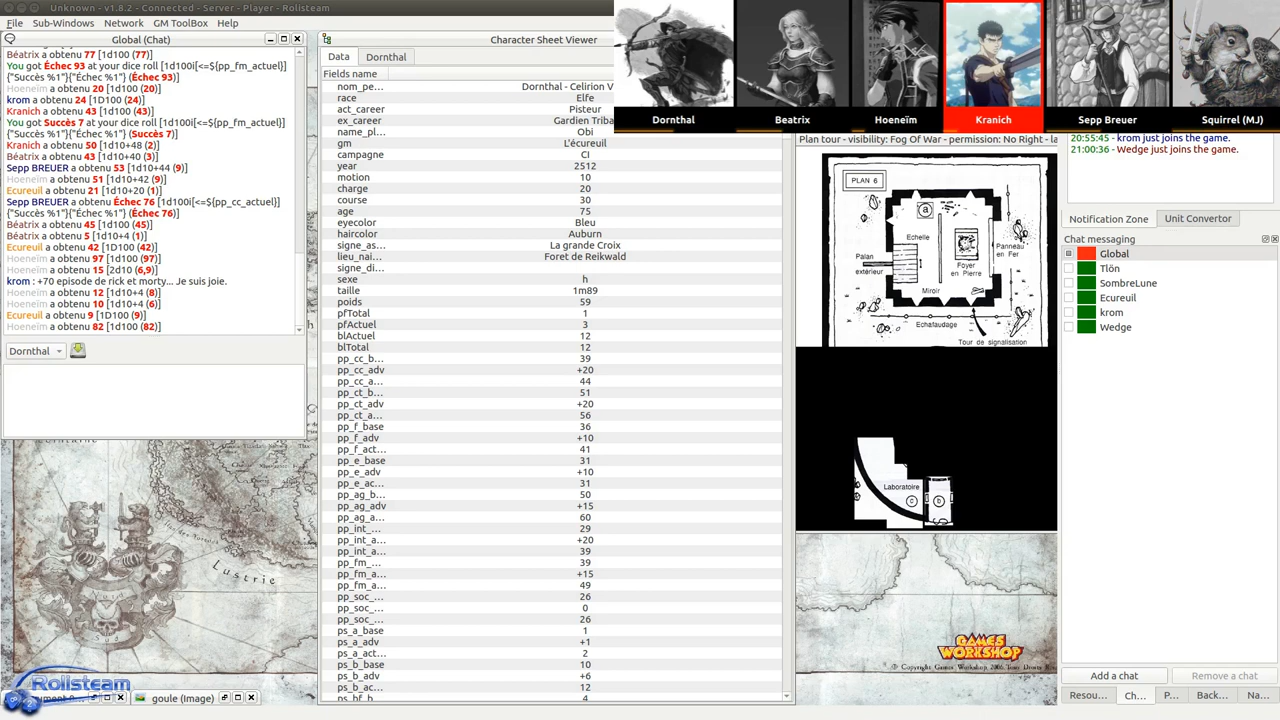 Unknown - v1.8.2 - Connected - Server - Player - Rolisteam
File Sub-Windows Network GM ToolBox Help
Global (Chat)
Béatrix a obtenu 77 [1d100 (77)]
You got Échec 93 at your dice roll [1d100i[<=${pp_fm_actuel}]
{"Succès %1"}{"Échec %1"} (Échec 93)]
Hoeneïm a obtenu 20 [1d100 (20)]
krom a obtenu 24 [1D100 (24)]
Kranich a obtenu 43 [1d100 (43)]
You got Succès 7 at your dice roll [1d100i[<=${pp_fm_actuel}]
{"Succès %1"}{"Échec %1"} (Succès 7)]
Kranich a obtenu 50 [1d10+48 (2)]
Béatrix a obtenu 43 [1d10+40 (3)]
Sepp BREUER a obtenu 53 [1d10+44 (9)]
Hoeneïm a obtenu 51 [1d10+42 (9)]
Ecureuil a obtenu 21 [1D10+20 (1)]
Sepp BREUER a obtenu Échec 76 [1d100i[<=${pp_cc_actuel}]
{"Succès %1"}{"Échec %1"} (Échec 76)]
Béatrix a obtenu 45 [1d100 (45)]
Béatrix a obtenu 5 [1d10+4 (1)]
Ecureuil a obtenu 42 [1D100 (42)]
Hoeneïm a obtenu 97 [1d100 (97)]
Hoeneïm a obtenu 15 [2d10 (6,9)]
krom : +70 episode de rick et morty... Je suis joie.
Hoeneïm a obtenu 12 [1d10+4 (8)]
Hoeneïm a obtenu 10 [1d10+4 (6)]
Ecureuil a obtenu 9 [1D100 (9)]
Hoeneïm a obtenu 82 [1d100 (82)]
Dornthal
Character Sheet Viewer
Data Dornthal
Fields name
nom_pe... Dornthal - Celirion V
race Elfe
act_career Pisteur
ex_career Gardien Triba
name_pl... Obi
gm L'écureuil
campagne CI
year 2512
motion 10
charge 20
course 30
age 75
eyecolor Bleu
haircolor Auburn
signe_as... La grande Croix
lieu_nai... Foret de Reikwald
signe_di...
sexe h
taille 1m89
poids 59
pfTotal 1
pfActuel 3
blActuel 12
blTotal 12
pp_cc_b... 39
pp_cc_adv +20
pp_cc_a... 44
pp_ct_b... 51
pp_ct_adv +20
pp_ct_a... 56
pp_f_base 36
pp_f_adv +10
pp_f_act... 41
pp_e_base 31
pp_e_adv +10
pp_e_ac... 31
pp_ag_b... 50
pp_ag_adv +15
pp_ag_a... 60
pp_int_... 29
pp_int_a... +20
pp_int_a... 39
pp_fm_... 39
pp_fm_a... +15
pp_fm_a... 49
pp_soc_... 26
pp_soc_... 0
pp_soc_... 26
ps_a_base 1
ps_a_adv +1
ps_a_act... 2
ps_b_base 10
ps_b_adv +6
ps_b_ac... 12
ps_bf_b... 4
Dornthal Beatrix Hoeneïm Kranich Sepp Breuer Squirrel (MJ)
Plan tour - visibility: Fog Of War - permission: No Right - la
PLAN 6
a
Echelle
Palan
extérieur
Foyer
en Pierre
Panneau
en Fer
Miroir
Echafaudage
Tour de signalisation
Laboratoire
c b
Lustrie
GAMES
WORKSHOP
20:55:45 - krom just joins the game.
21:00:36 - Wedge just joins the game.
Notification Zone Unit Convertor
Chat messaging
Global
Tlön
SombreLune
Ecureuil
krom
Wedge
Add a chat Remove a chat
Resou... Ch... P... Back... Na...
Rolisteam
goule (Image)